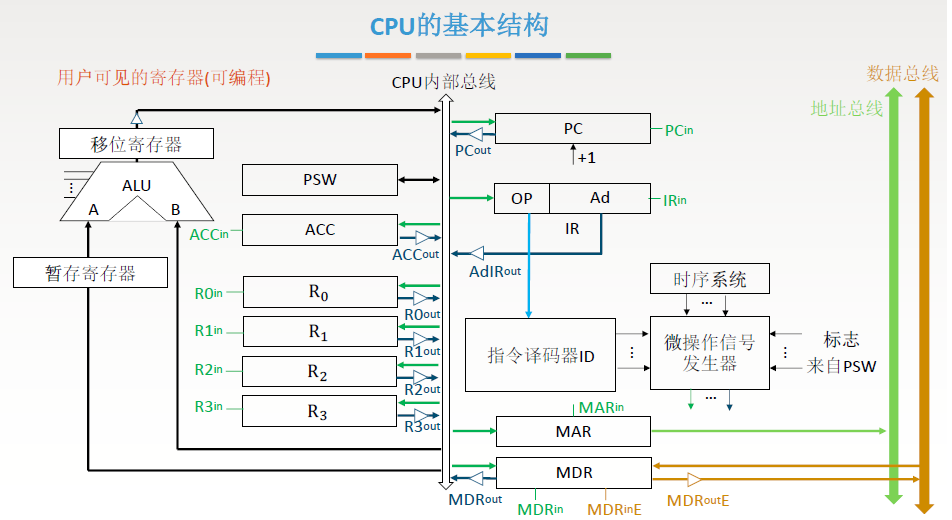 CPU的基本结构
用户可见的寄存器(可编程)
CPU内部总线
数据总线
地址总线
移位寄存器
ALU
A
B
暂存寄存器
PSW
ACC
ACCin
ACCout
R0
R0in
R0out
R1
R1in
R1out
R2
R2in
R2out
R3
R3in
R3out
PC
PCin
PCout
+1
OP
Ad
IR
IRin
AdIRout
时序系统
...
指令译码器ID
⋮
微操作信号
发生器
⋮
标志
来自PSW
...
MARin
MAR
MDR
MDRout
MDRin
MDRinE
MDRoutE